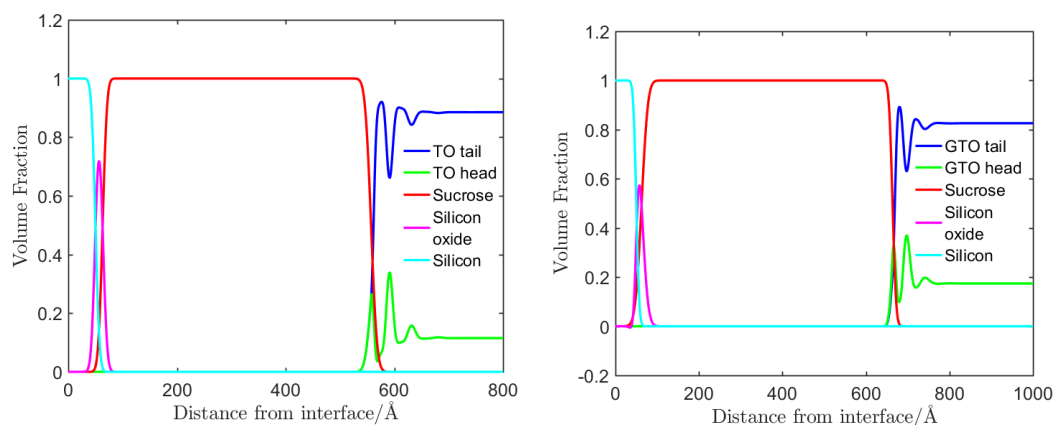 1.2
1
0.8
0.6
0.4
0.2
0
Volume Fraction
TO tail
TO head
Sucrose
Silicon
oxide
Silicon
0 200 400 600 800
Distance from interface/Å
1.2
1
0.8
0.6
0.4
0.2
0
-0.2
Volume Fraction
GTO tail
GTO head
Sucrose
Silicon
oxide
Silicon
0 200 400 600 800 1000
Distance from interface/Å